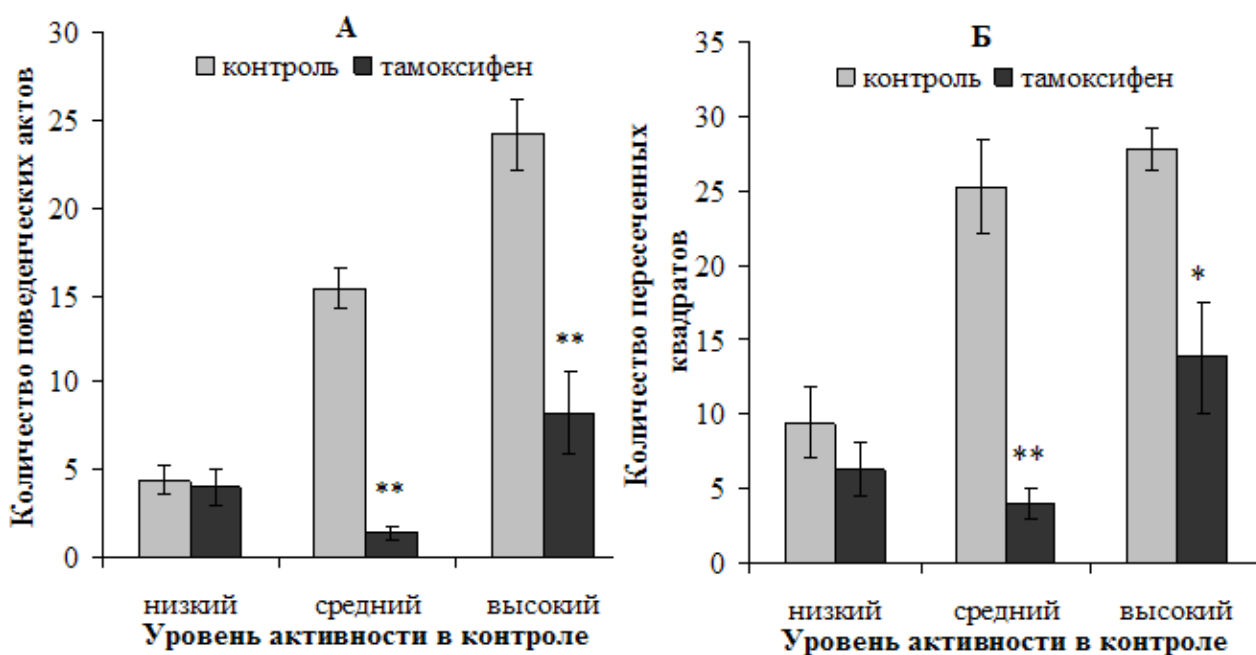 А
контроль тамоксифен
Количество поведенческих актов
30
25
20
15
10
5
0
**
**
низкий средний высокий
Уровень активности в контроле
Б
контроль тамоксифен
Количество пересеченных
квадратов
35
30
25
20
15
10
5
0
**
*
низкий средний высокий
Уровень активности в контроле